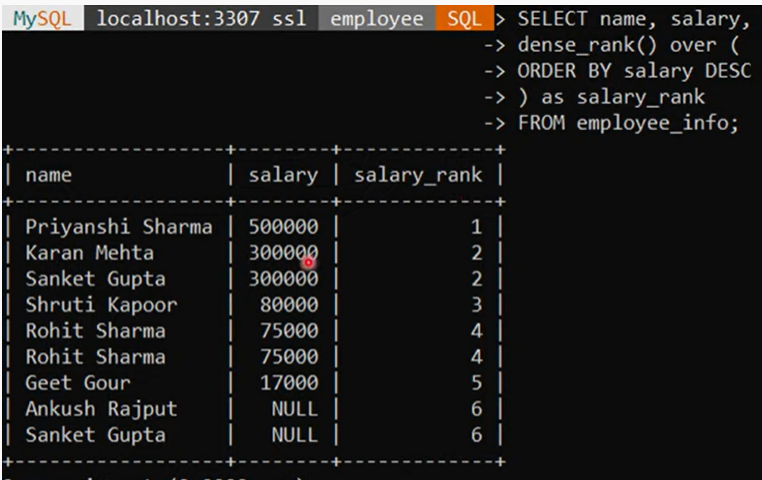 MySQL localhost:3307 ssl employee SQL > SELECT name, salary,
-> dense_rank() over (
-> ORDER BY salary DESC
-> ) as salary_rank
-> FROM employee_info;
+------------------+--------+-------------+
| name | salary | salary_rank |
+------------------+--------+-------------+
| Priyanshi Sharma | 500000 | 1 |
| Karan Mehta | 300000 | 2 |
| Sanket Gupta | 300000 | 2 |
| Shruti Kapoor | 80000 | 3 |
| Rohit Sharma | 75000 | 4 |
| Rohit Sharma | 75000 | 4 |
| Geet Gour | 17000 | 5 |
| Ankush Rajput | NULL | 6 |
| Sanket Gupta | NULL | 6 |
+------------------+--------+-------------+